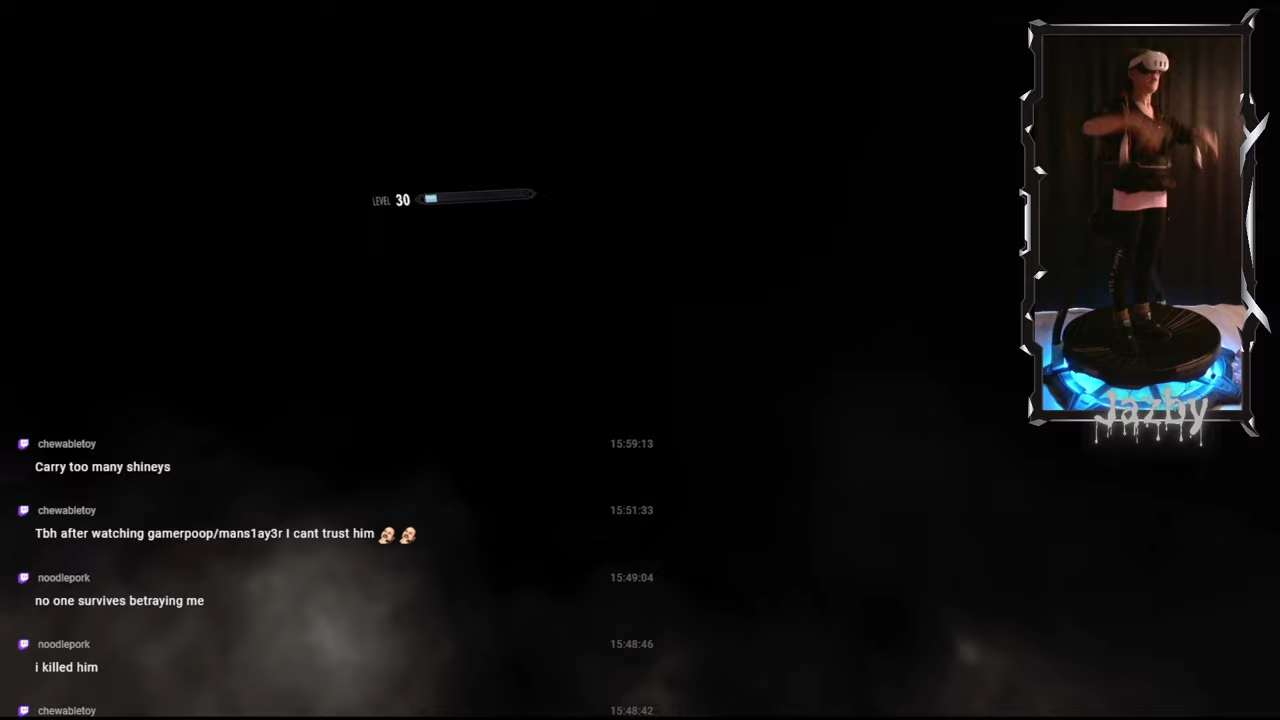 LEVEL 30
Jazby
chewabletoy 15:59:13
Carry too many shineys
chewabletoy 15:51:33
Tbh after watching gamerpoop/mans1ay3r I cant trust him
noodlepork 15:49:04
no one survives betraying me
noodlepork 15:48:46
i killed him
chewabletoy 15:48:42